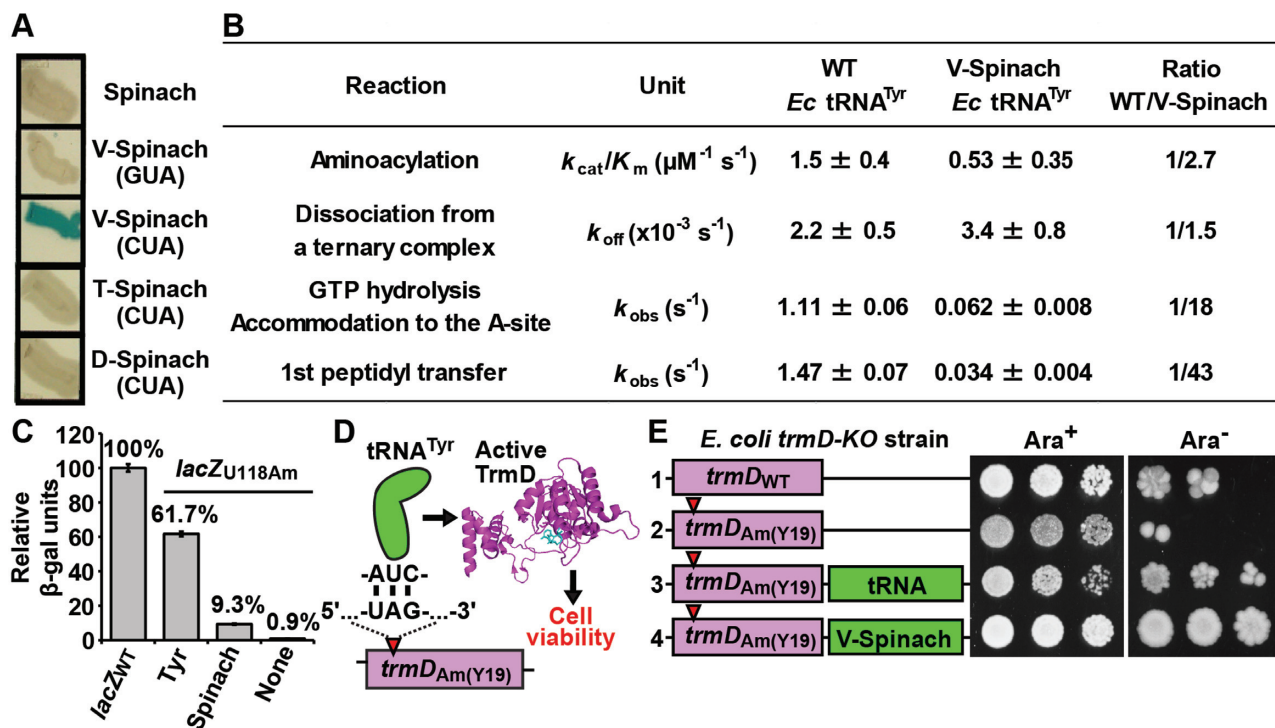 A
Spinach
V-Spinach
(GUA)
V-Spinach
(CUA)
T-Spinach
(CUA)
D-Spinach
(CUA)
B
Reaction Unit WT Ec tRNATyr V-Spinach Ec tRNATyr Ratio WT/V-Spinach
Aminoacylation kcat/Km (µM-1 s-1) 1.5 ± 0.4 0.53 ± 0.35 1/2.7
Dissociation from
a ternary complex koff (x10-3 s-1) 2.2 ± 0.5 3.4 ± 0.8 1/1.5
GTP hydrolysis
Accommodation to the A-site kobs (s-1) 1.11 ± 0.06 0.062 ± 0.008 1/18
1st peptidyl transfer kobs (s-1) 1.47 ± 0.07 0.034 ± 0.004 1/43
C
Relative
β-gal units
120
100
80
60
40
20
0
100%
lacZU118Am
61.7%
9.3%
0.9%
lacZWT
Tyr
Spinach
None
D
tRNATyr
Active
TrmD
-AUC-
5'...-UAG-...-3'
Cell
viability
trmDAm(Y19)
E
E. coli trmD-KO strain Ara+ Ara-
1 trmDWT
2 trmDAm(Y19)
3 trmDAm(Y19) tRNA
4 trmDAm(Y19) V-Spinach